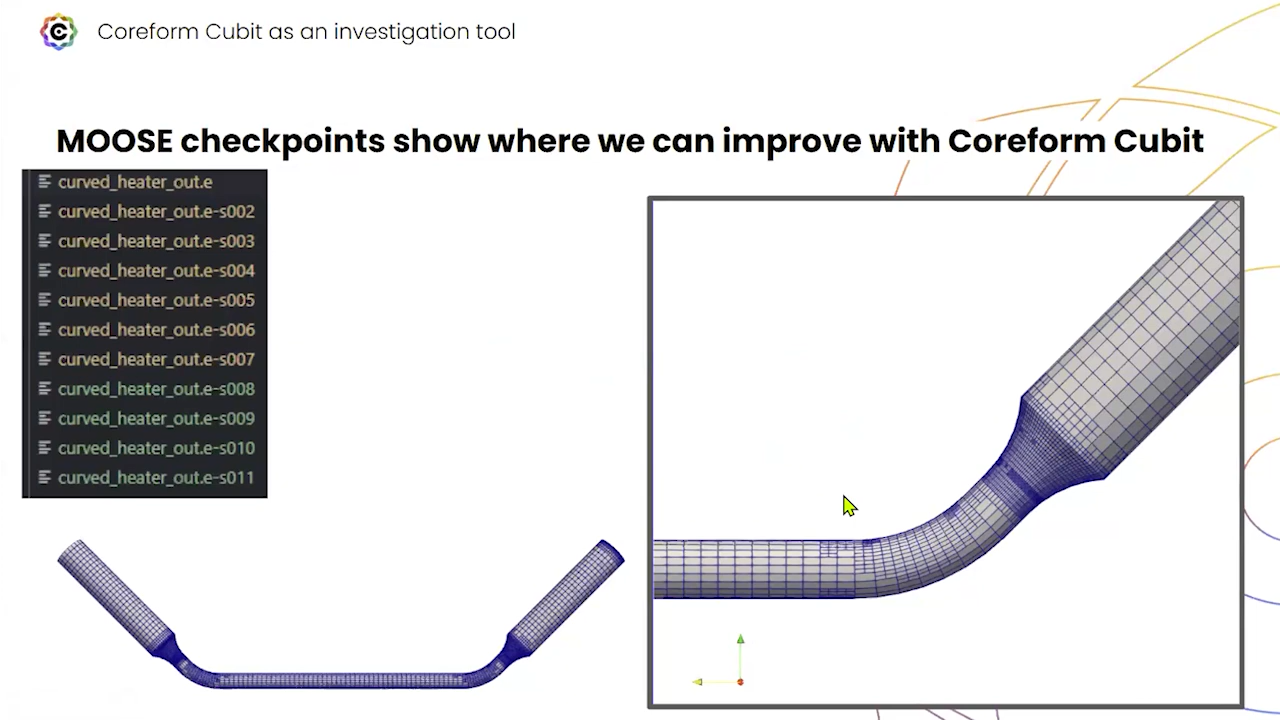 Coreform Cubit as an investigation tool
MOOSE checkpoints show where we can improve with Coreform Cubit
curved_heater_out.e
curved_heater_out.e-s002
curved_heater_out.e-s003
curved_heater_out.e-s004
curved_heater_out.e-s005
curved_heater_out.e-s006
curved_heater_out.e-s007
curved_heater_out.e-s008
curved_heater_out.e-s009
curved_heater_out.e-s010
curved_heater_out.e-s011